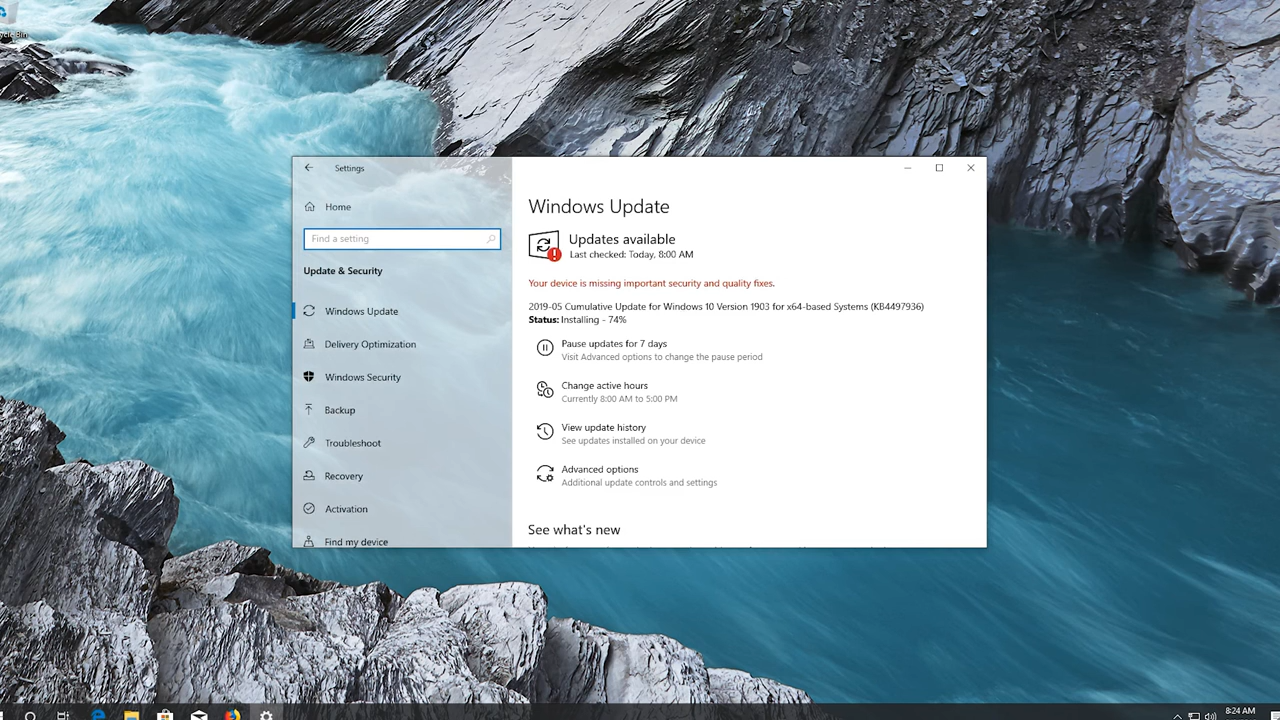 Settings
Home
Find a setting
Update & Security
Windows Update
Delivery Optimization
Windows Security
Backup
Troubleshoot
Recovery
Activation
Find my device
Windows Update
Updates available
Last checked: Today, 8:00 AM
Your device is missing important security and quality fixes.
2019-05 Cumulative Update for Windows 10 Version 1903 for x64-based Systems (KB4497936)
Status: Installing - 74%
Pause updates for 7 days
Visit Advanced options to change the pause period
Change active hours
Currently 8:00 AM to 5:00 PM
View update history
See updates installed on your device
Advanced options
Additional update controls and settings
See what's new
8:24 AM